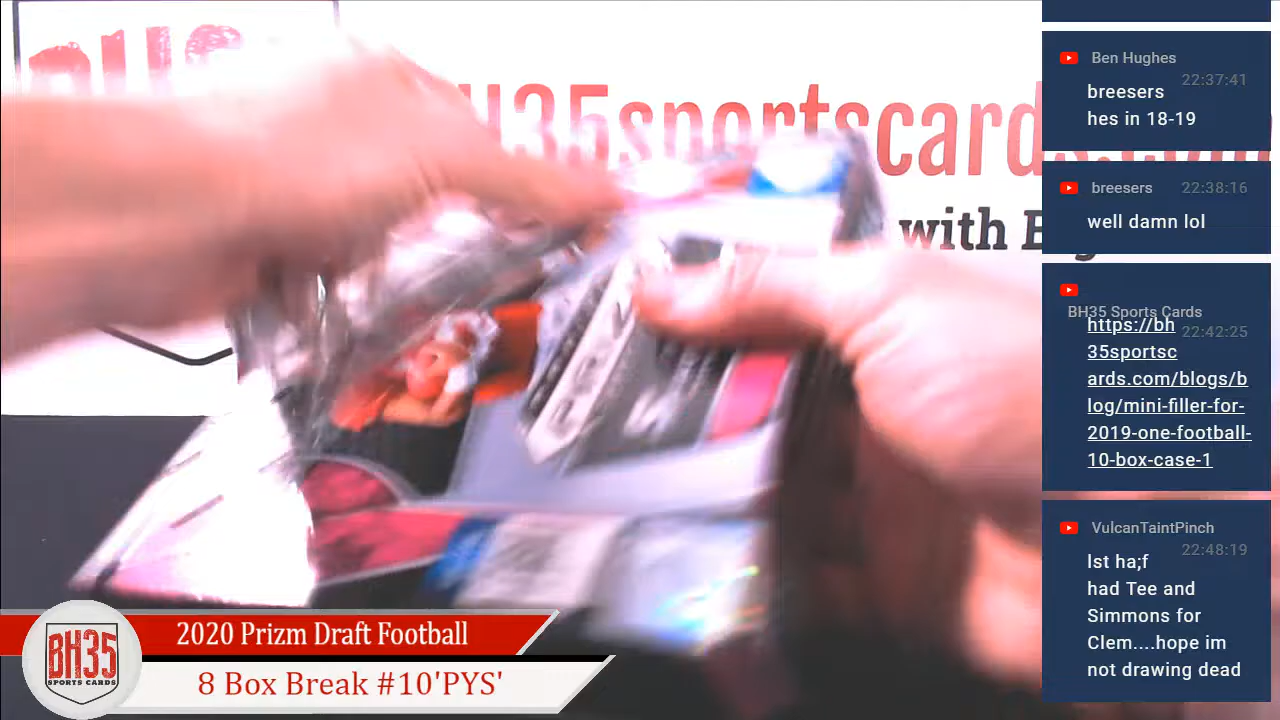 BH35
BH35sportscards.com
with B
Ben Hughes
22:37:41
breesers
hes in 18-19
breesers
22:38:16
well damn lol
BH35 Sports Cards
22:42:25
https://bh
35sportsc
ards.com/blogs/b
log/mini-filler-for-
2019-one-football-
10-box-case-1
VulcanTaintPinch
22:48:19
lst ha;f
had Tee and
Simmons for
Clem....hope im
not drawing dead
2020 Prizm Draft Football
8 Box Break #10'PYS'
BH35
SPORTS CARDS